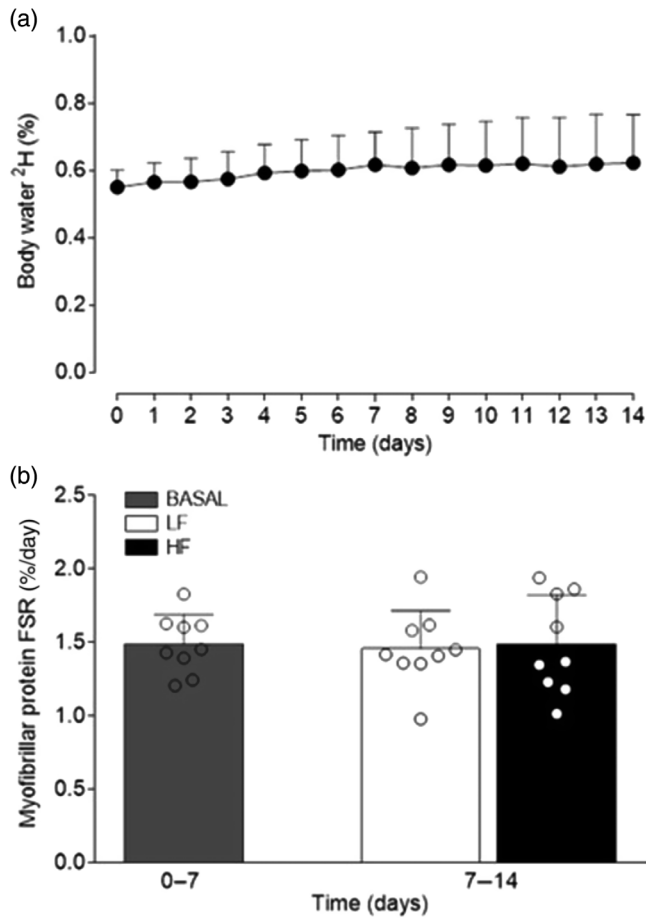 (a)
Body water ²H (%)
1.0
0.8
0.6
0.4
0.2
0.0
0 1 2 3 4 5 6 7 8 9 10 11 12 13 14
Time (days)
(b)
Myofibrillar protein FSR (%/day)
2.5
2.0
1.5
1.0
0.5
0.0
BASAL
LF
HF
0–7 7–14
Time (days)